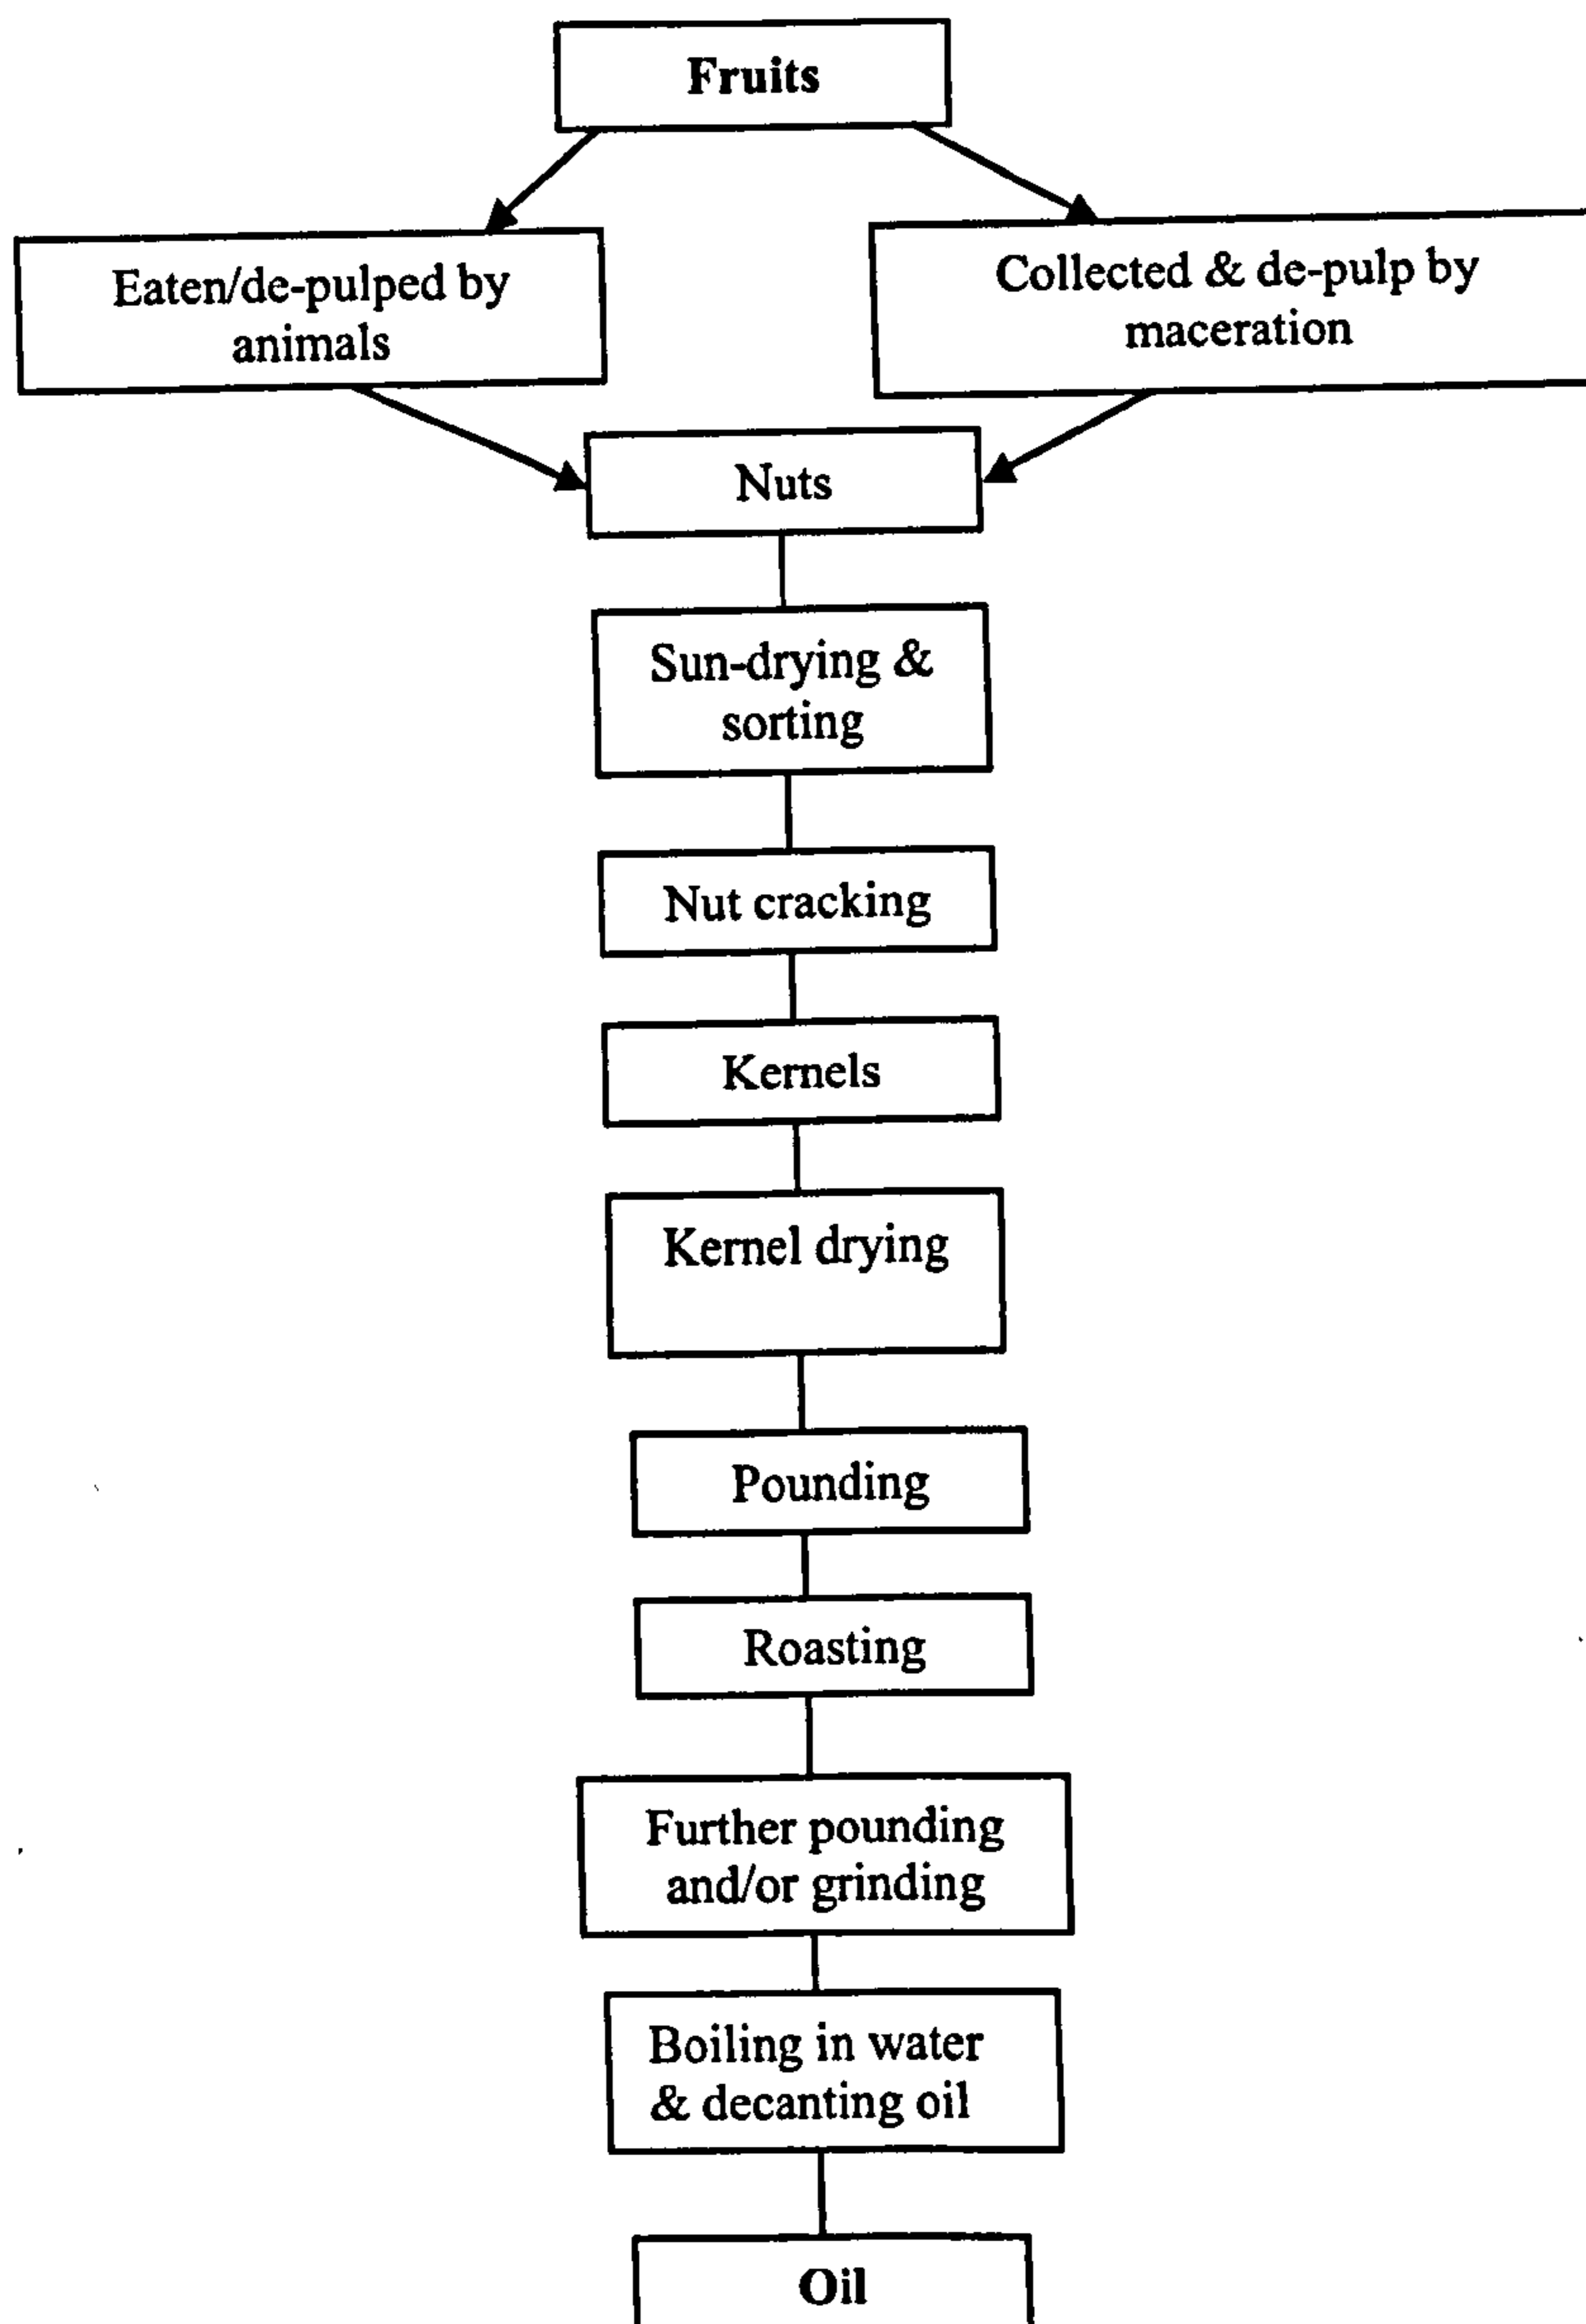 Fruits
Eaten/de-pulped by
animals
Collected & de-pulp by
maceration
Nuts
Sun-drying &
sorting
Nut cracking
Kernels
Kernel drying
Pounding
Roasting
Further pounding
and/or grinding
Boiling in water
& decanting oil
Oil